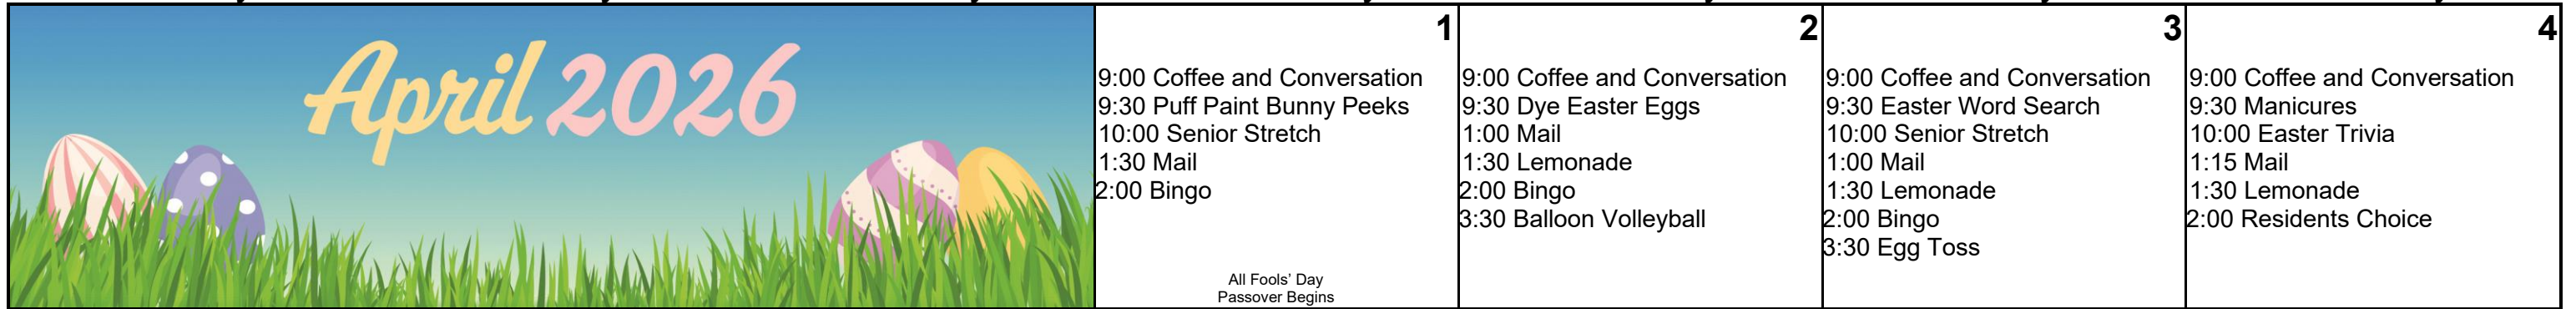 April 2026
1
9:00 Coffee and Conversation
9:30 Puff Paint Bunny Peeks
10:00 Senior Stretch
1:30 Mail
2:00 Bingo
All Fools’ Day
Passover Begins
2
9:00 Coffee and Conversation
9:30 Dye Easter Eggs
1:00 Mail
1:30 Lemonade
2:00 Bingo
3:30 Balloon Volleyball
3
9:00 Coffee and Conversation
9:30 Easter Word Search
10:00 Senior Stretch
1:00 Mail
1:30 Lemonade
2:00 Bingo
3:30 Egg Toss
4
9:00 Coffee and Conversation
9:30 Manicures
10:00 Easter Trivia
1:15 Mail
1:30 Lemonade
2:00 Residents Choice